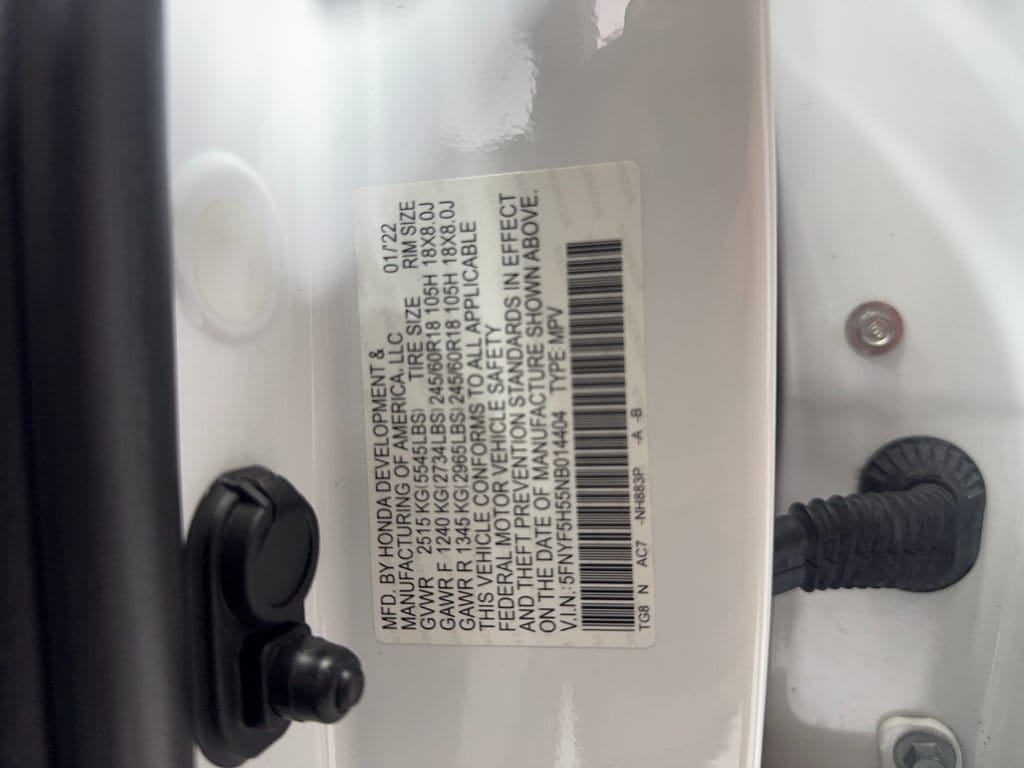 MFD. BY HONDA DEVELOPMENT &
MANUFACTURING OF AMERICA, LLC 01/'22
GVWR 2515 KG(5545LBS) TIRE SIZE RIM SIZE
GAWR F 1240 KG(2734LBS) 245/60R18 105H 18X8.0J
GAWR R 1345 KG(2965LBS) 245/60R18 105H 18X8.0J
THIS VEHICLE CONFORMS TO ALL APPLICABLE
FEDERAL MOTOR VEHICLE SAFETY
AND THEFT PREVENTION STANDARDS IN EFFECT
ON THE DATE OF MANUFACTURE SHOWN ABOVE.
V.I.N.:5FNYF5H55NB014404 TYPE:MPV
TG8 N AC7 -NH883P -A -B